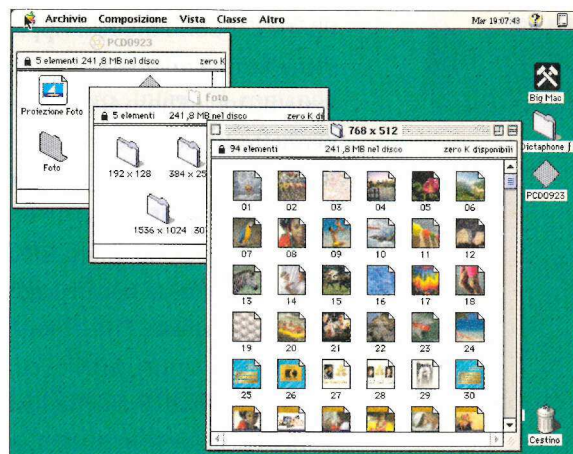 Archivio Composizione Vista Classe Altro Mar 19:07:43
PCD0923
5 elementi 241,8 MB nel disco zero K
Proiezione Foto
Foto
Foto
5 elementi 241,8 MB nel disco zero K di
192 x 128 384 x 25
1536 x 1024 30
768 x 512
94 elementi 241,8 MB nel disco zero K disponibili
01 02 03 04 05 06
07 08 09 10 11 12
13 14 15 16 17 18
19 20 21 22 23 24
25 26 27 28 29 30
Big Mac
Dictaphone ƒ
PCD0923
Cestino